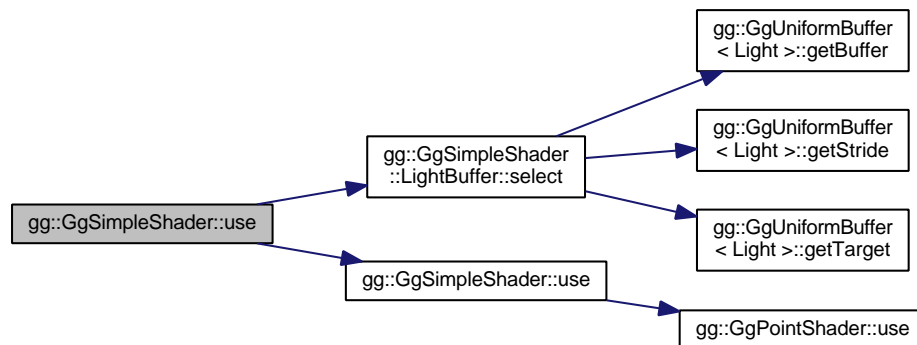 gg::GgUniformBuffer
< Light >::getBuffer
gg::GgUniformBuffer
< Light >::getStride
gg::GgSimpleShader
::LightBuffer::select
gg::GgSimpleShader::use
gg::GgUniformBuffer
< Light >::getTarget
gg::GgSimpleShader::use
gg::GgPointShader::use